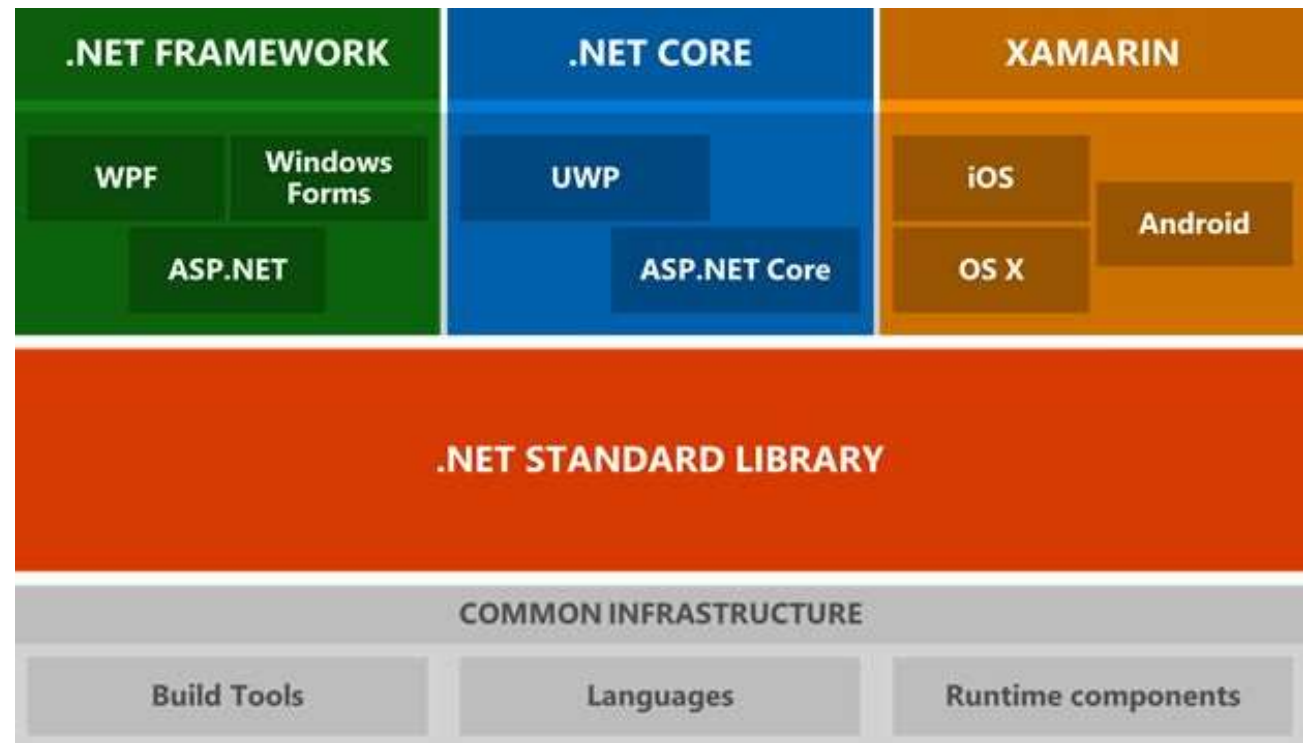 .NET FRAMEWORK
WPF
Windows
Forms
ASP.NET
.NET CORE
UWP
ASP.NET Core
XAMARIN
iOS
Android
OS X
.NET STANDARD LIBRARY
COMMON INFRASTRUCTURE
Build Tools
Languages
Runtime components